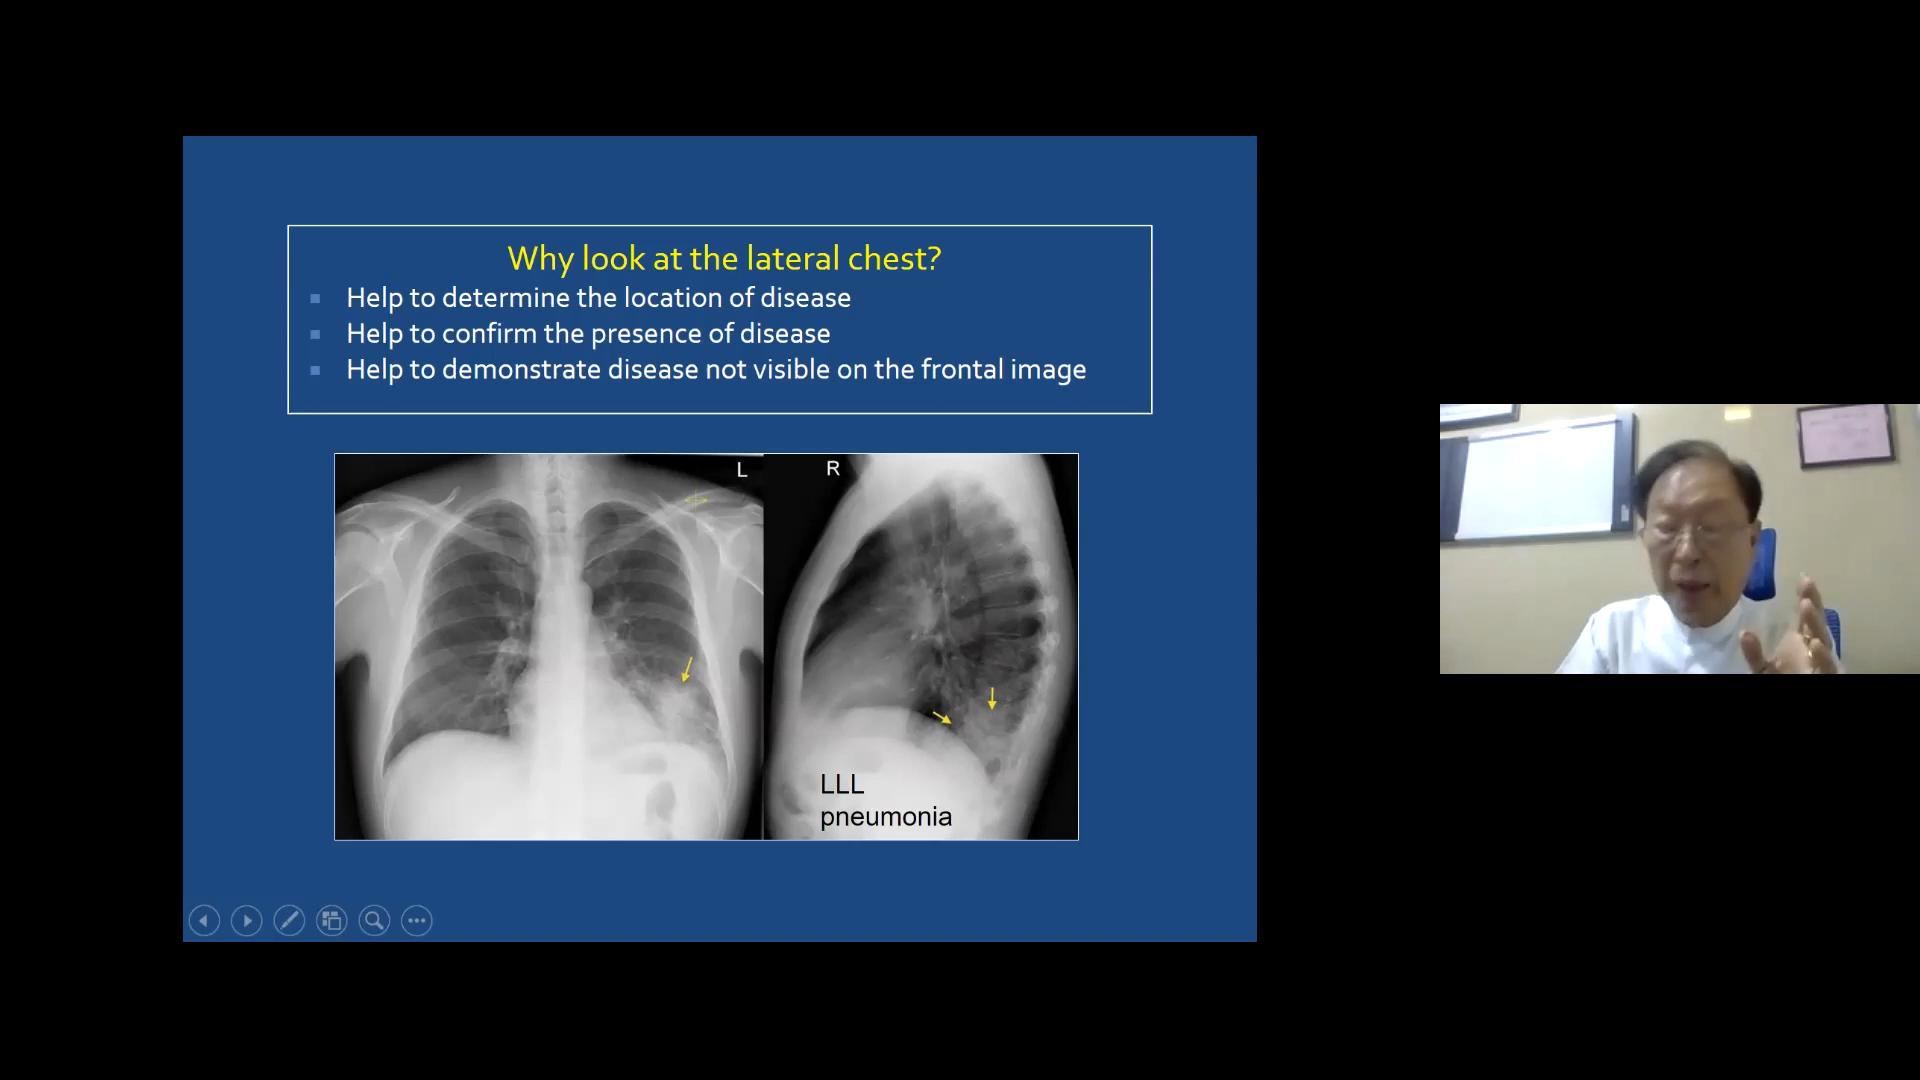 Why look at the lateral chest?
Help to determine the location of disease
Help to confirm the presence of disease
Help to demonstrate disease not visible on the frontal image
L
R
LLL
pneumonia